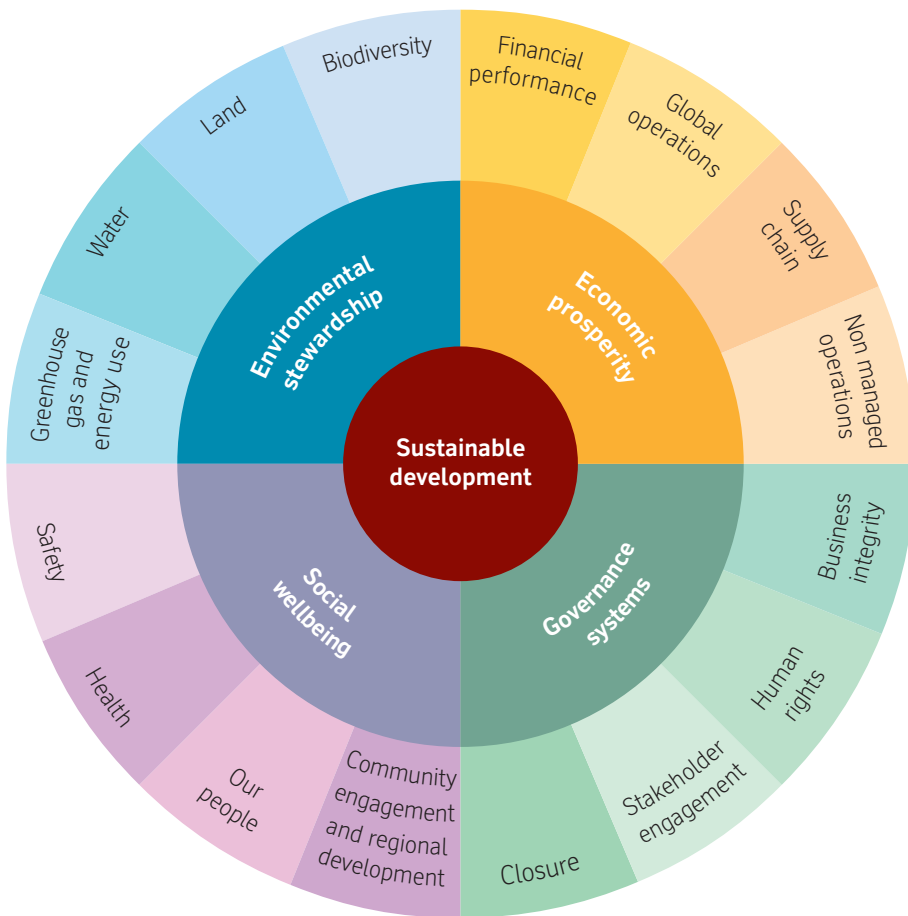 Sustainable
development
Environmental
stewardship
Economic
prosperity
Social
wellbeing
Governance
systems
Biodiversity
Financial
performance
Global
operations
Supply
chain
Non managed
operations
Business
integrity
Human
rights
Stakeholder
engagement
Closure
Community
engagement
and regional
development
Our
people
Health
Safety
Greenhouse
gas and
energy use
Water
Land